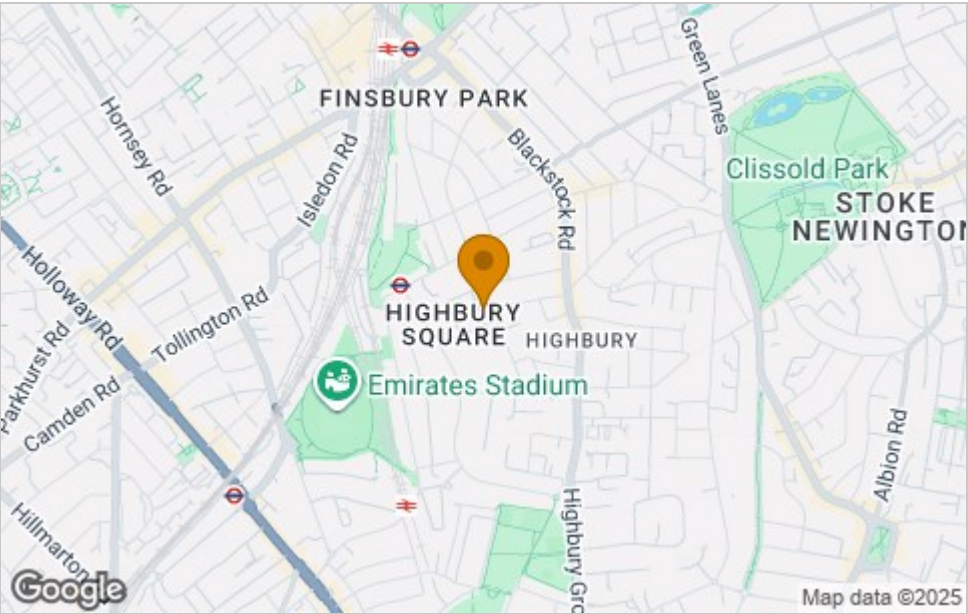 Green Lanes
FINSBURY PARK
Hornsey Rd
Isledon Rd
Blackstock Rd
Clissold Park
STOKE
NEWINGTON
Holloway Rd
Tollington Rd
HIGHBURY
SQUARE
HIGHBURY
Parkhurst Rd
Camden Rd
Emirates Stadium
Albion Rd
Hillmarton
Highbury Gro
Google
Map data ©2025